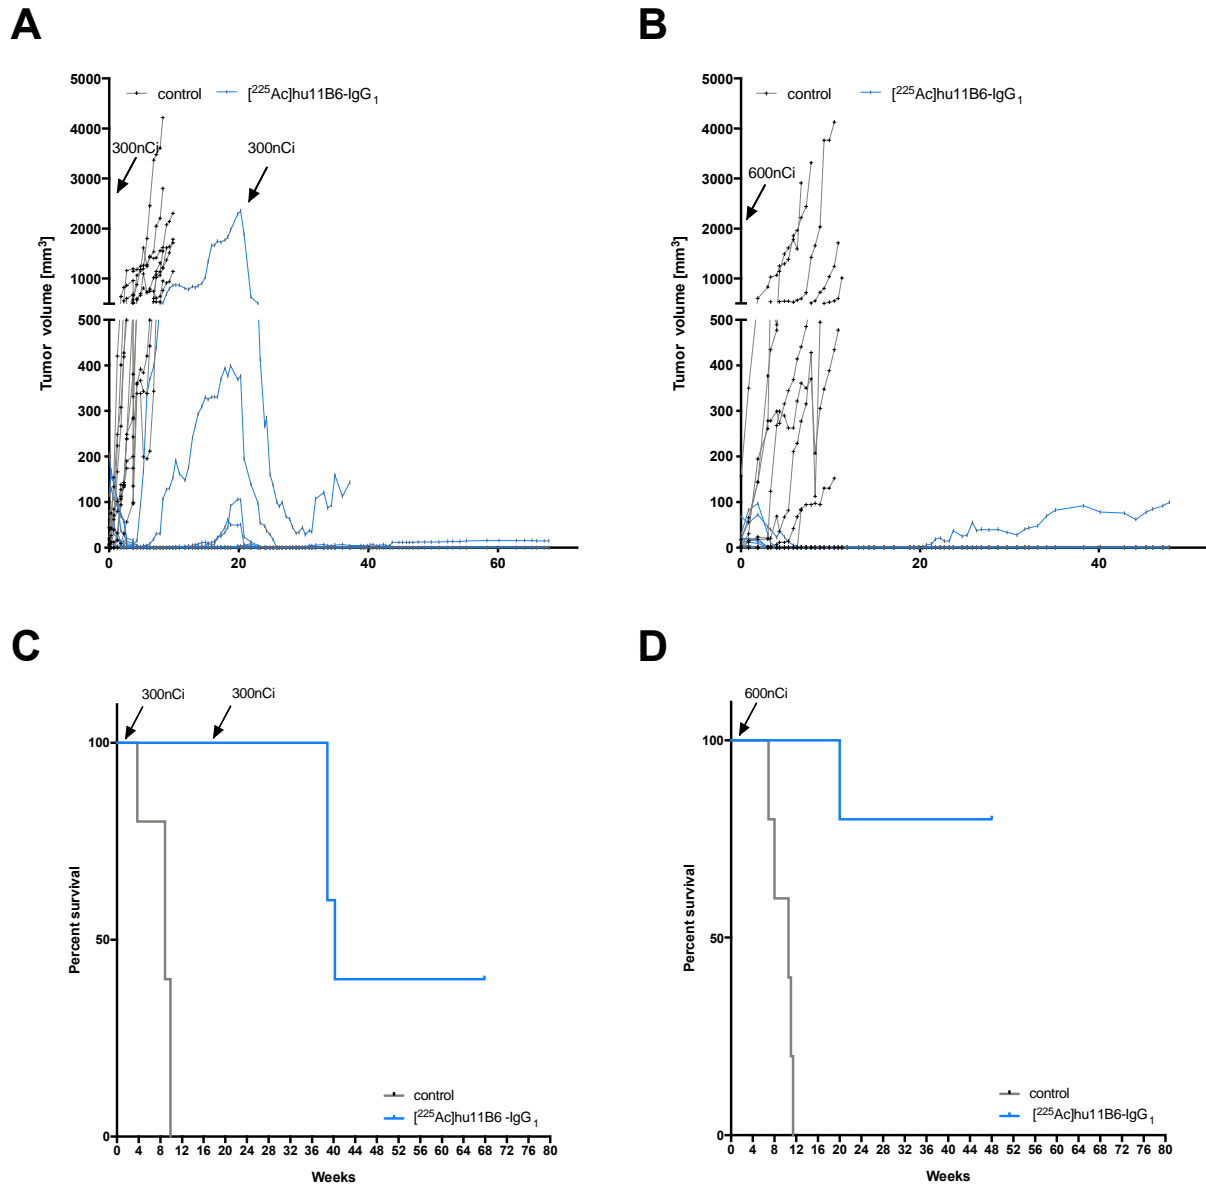 A
B
control [²²⁵Ac]hu11B6-IgG₁
control [²²⁵Ac]hu11B6-IgG₁
300nCi
300nCi
600nCi
Tumor volume [mm³]
5000
4000
3000
2000
1000
500
400
300
200
100
0
0 20 40 60
Tumor volume [mm³]
5000
4000
3000
2000
1000
500
400
300
200
100
0
0 20 40
C
D
300nCi
300nCi
600nCi
Percent survival
100
50
0
control
[²²⁵Ac]hu11B6 -IgG₁
0 4 8 12 16 20 24 28 32 36 40 44 48 52 56 60 64 68 72 76 80
Weeks
Percent survival
100
50
0
control
[²²⁵Ac]hu11B6-IgG₁
0 4 8 12 16 20 24 28 32 36 40 44 48 52 56 60 64 68 72 76 80
Weeks